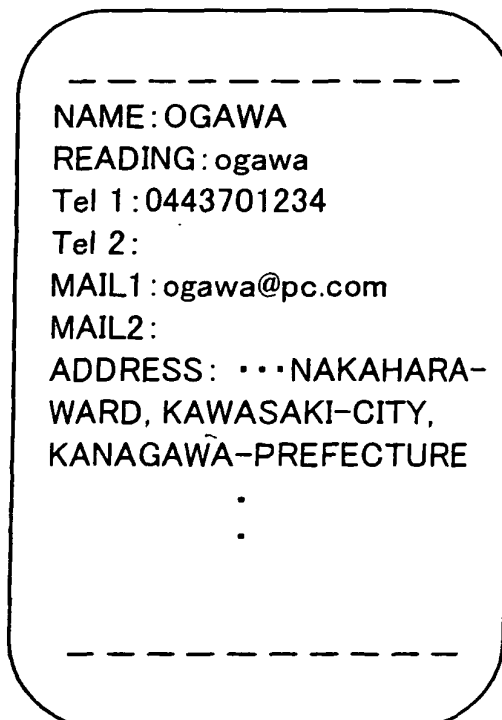 NAME:OGAWA
READING:ogawa
Tel 1:0443701234
Tel 2:
MAIL1:ogawa@pc.com
MAIL2:
ADDRESS: ···NAKAHARA-
WARD, KAWASAKI-CITY,
KANAGAWA-PREFECTURE